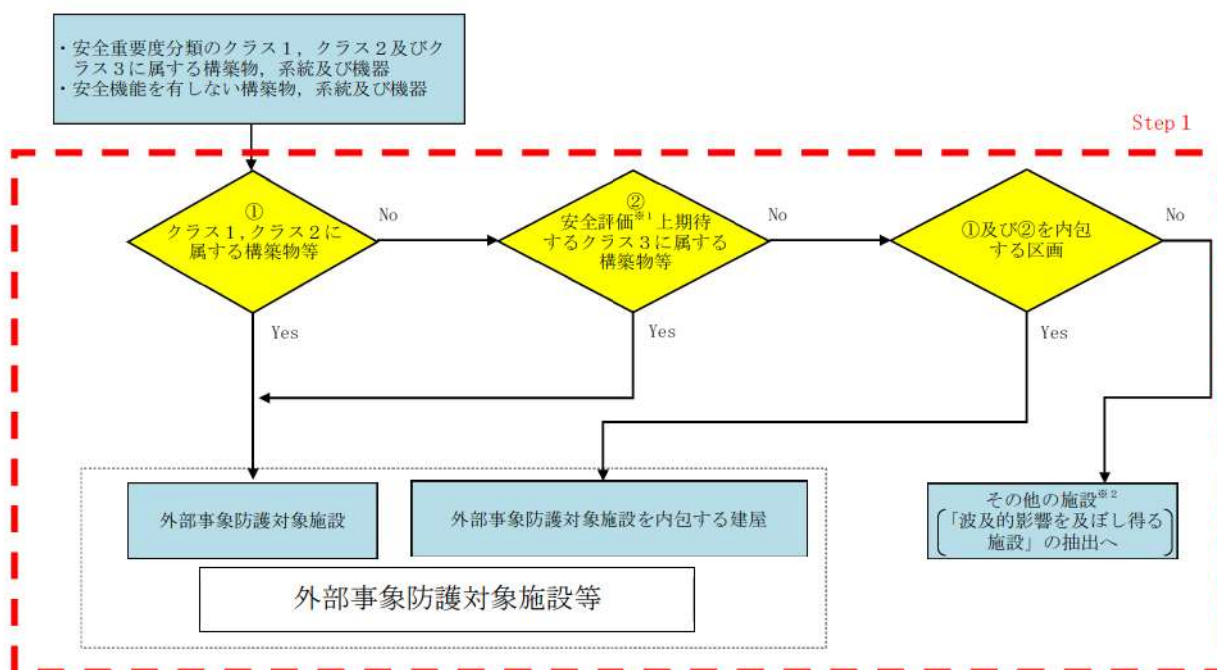 ・安全重要度分類のクラス１，クラス２及びク
ラス３に属する構築物，系統及び機器
・安全機能を有しない構築物，系統及び機器
Step 1
①
クラス１,クラス２に
属する構築物等
No
②
安全評価※1上期待
するクラス３に属する
構築物等
No
①及び②を内包
する区画
No
Yes
Yes
Yes
外部事象防護対象施設
外部事象防護対象施設を内包する建屋
その他の施設※2
「波及的影響を及ぼし得る
施設」の抽出へ
外部事象防護対象施設等